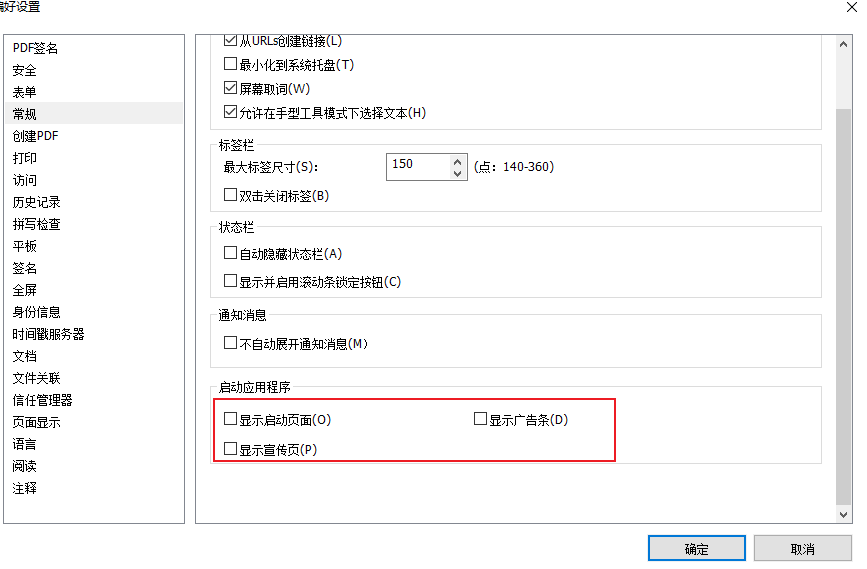 偏好设置
PDF签名
安全
表单
常规
创建PDF
打印
访问
历史记录
拼写检查
平板
签名
全屏
身份信息
时间戳服务器
文档
文件关联
信任管理器
页面显示
语言
阅读
注释
从URLs创建链接(L)
最小化到系统托盘(T)
屏幕取词(W)
允许在手型工具模式下选择文本(H)
标签栏
最大标签尺寸(S): 150 (点: 140-360)
双击关闭标签(B)
状态栏
自动隐藏状态栏(A)
显示并启用滚动条锁定按钮(C)
通知消息
不自动展开通知消息(M)
启动应用程序
显示启动页面(O) 显示广告条(D)
显示宣传页(P)
确定 取消